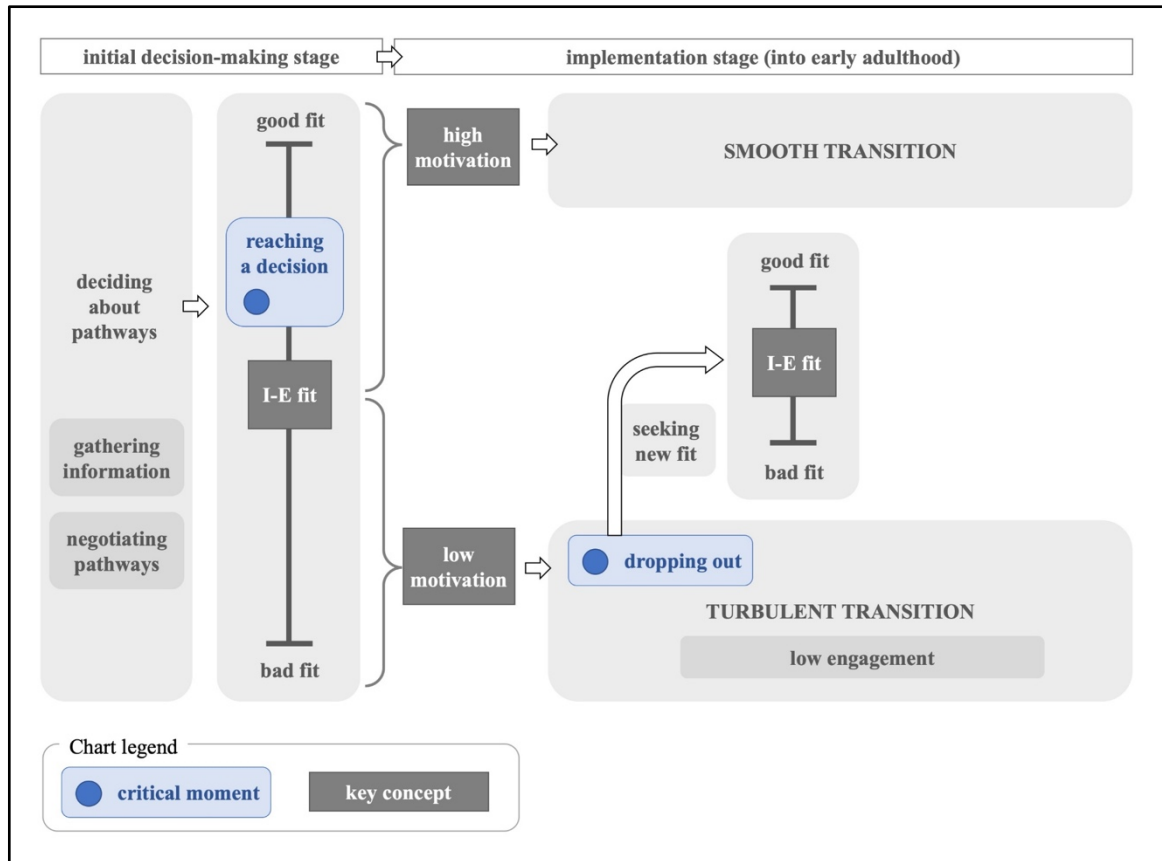 initial decision-making stage
implementation stage (into early adulthood)
deciding
about
pathways
gathering
information
negotiating
pathways
good fit
reaching
a decision
I-E fit
bad fit
high
motivation
low
motivation
SMOOTH TRANSITION
good fit
I-E fit
bad fit
seeking
new fit
dropping out
TURBULENT TRANSITION
low engagement
Chart legend
critical moment
key concept